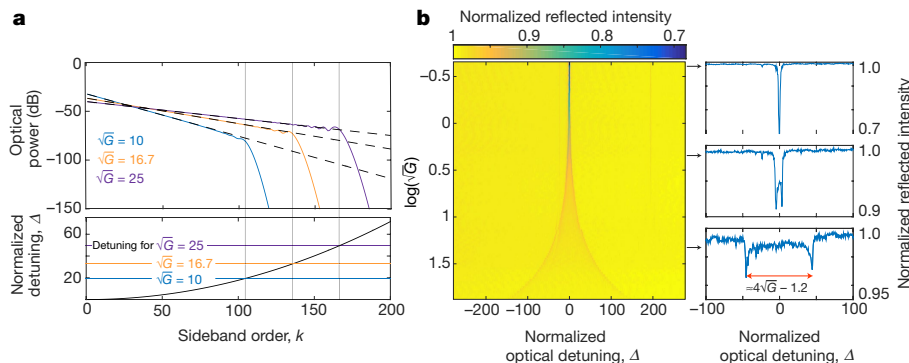 a
Optical
power (dB)
0
−50
−100
−150
√G = 10
√G = 16.7
√G = 25
Normalized
detuning, Δ
60
20
Detuning for √G = 25
√G = 16.7
√G = 10
0 50 100 150 200
Sideband order, k
b
Normalized reflected intensity
1 0.9 0.8 0.7
log(√G)
−0.5
0
0.5
1
1.5
−200 −100 0 100 200
Normalized
optical detuning, Δ
1.0
0.7
1.0
0.9
1.0
0.95
≈4√G − 1.2
−100 0 100
Normalized
optical detuning, Δ
Normalized reflected intensity